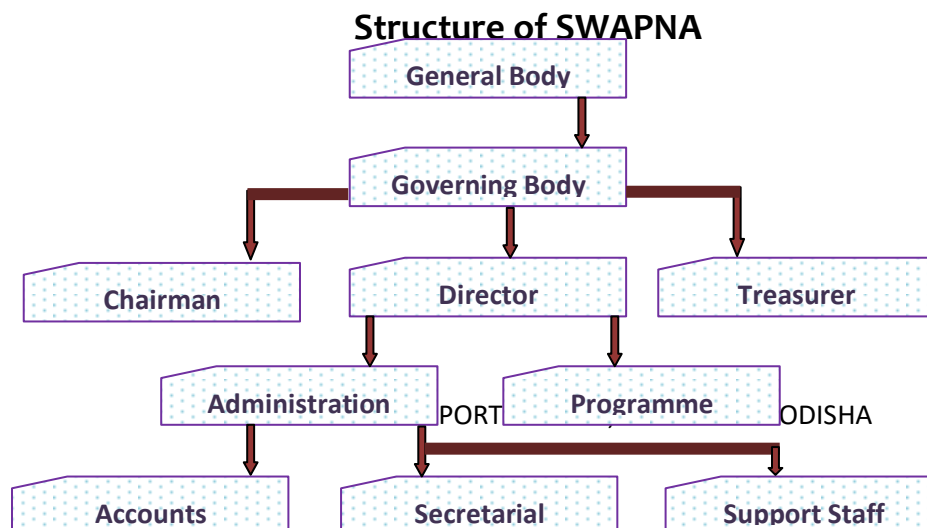 Structure of SWAPNA
General Body
Governing Body
Chairman Director Treasurer
Administration Programme
PORT ODISHA
Accounts Secretarial Support Staff